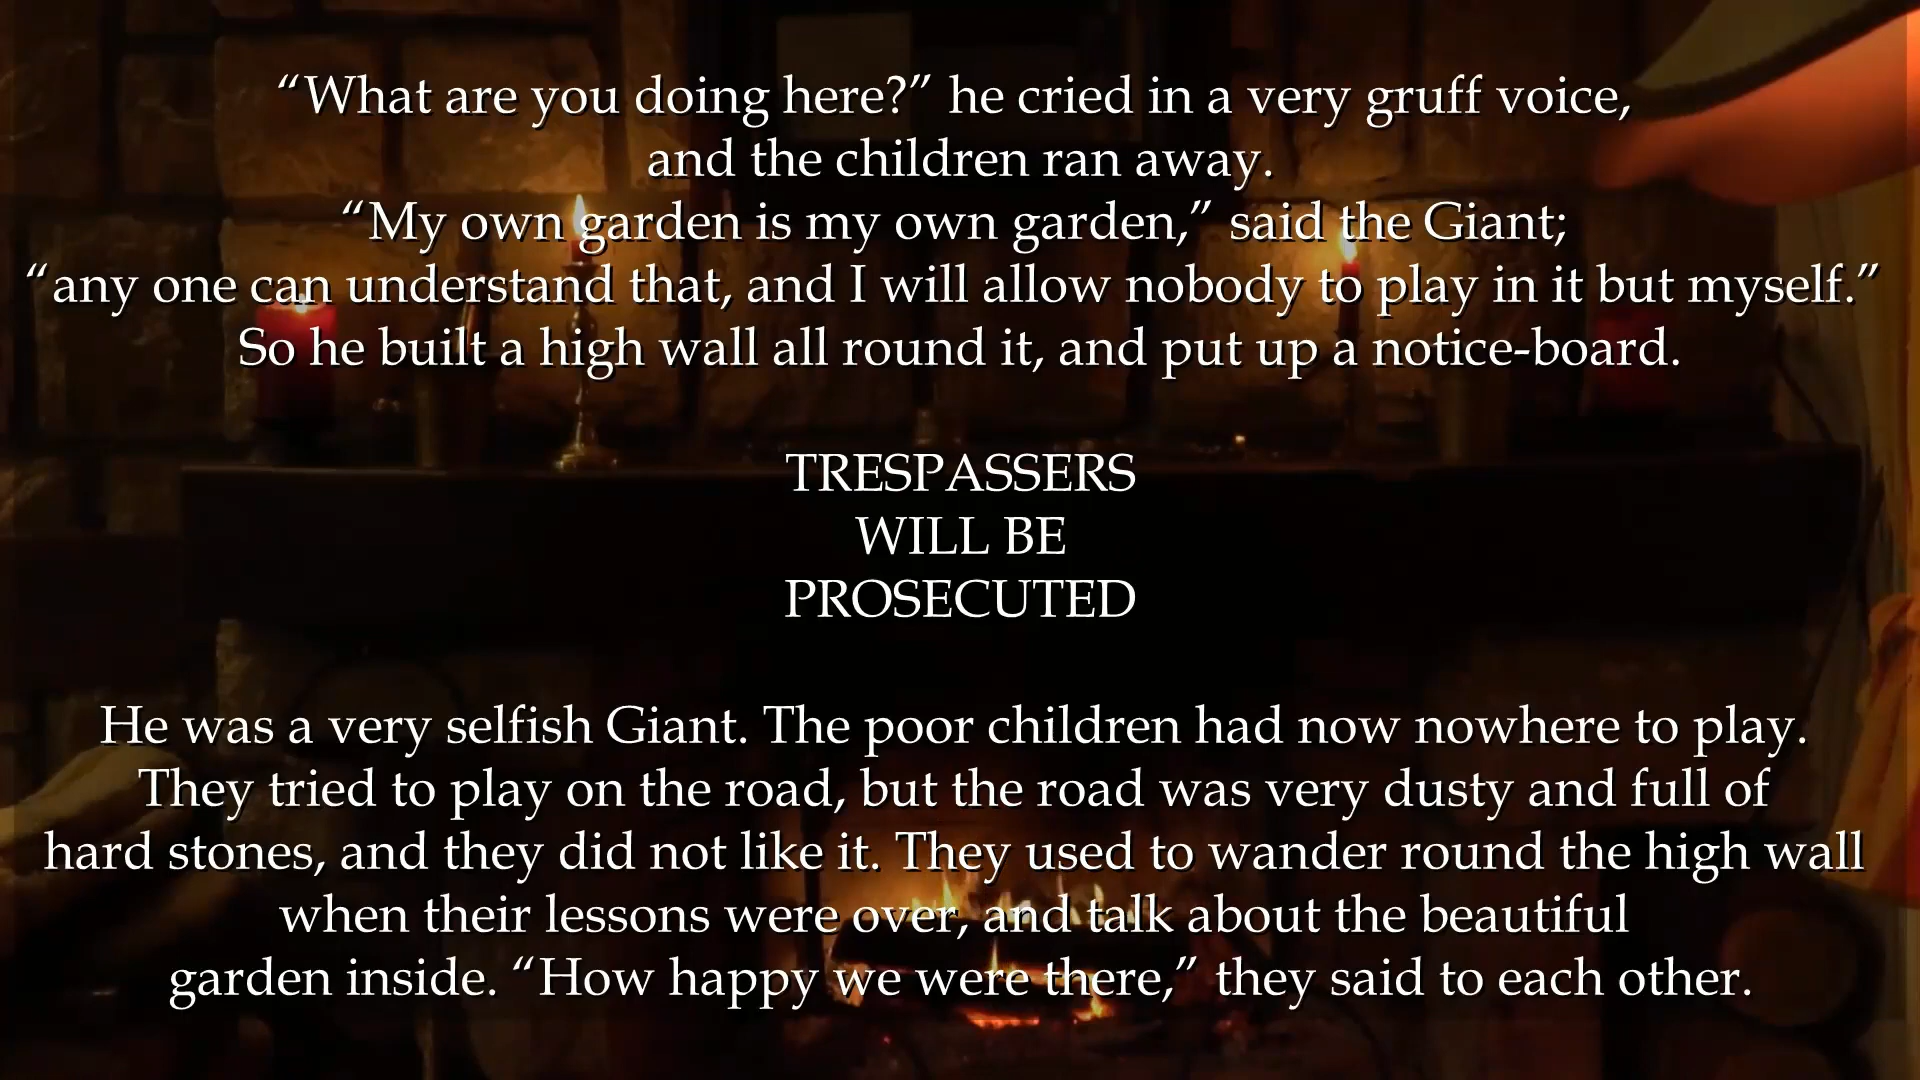 “What are you doing here?” he cried in a very gruff voice,
and the children ran away.
“My own garden is my own garden,” said the Giant;
“any one can understand that, and I will allow nobody to play in it but myself.”
So he built a high wall all round it, and put up a notice-board.
TRESPASSERS
WILL BE
PROSECUTED
He was a very selfish Giant. The poor children had now nowhere to play.
They tried to play on the road, but the road was very dusty and full of
hard stones, and they did not like it. They used to wander round the high wall
when their lessons were over, and talk about the beautiful
garden inside. “How happy we were there,” they said to each other.